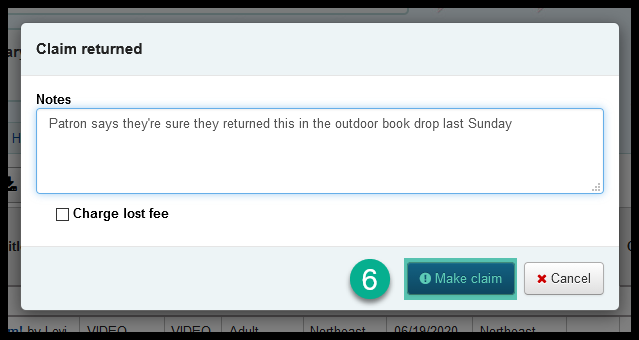 ary
Claim returned
Notes
Patron says they're sure they returned this in the outdoor book drop last Sunday
H
Charge lost fee
6 Make claim Cancel
VIDEO VIDEO Adult Northeast 06/19/2020 Northeast